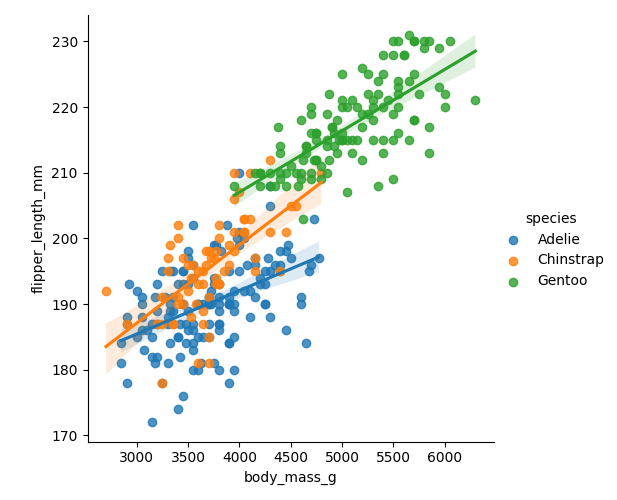 230
220
210
200
190
180
170
flipper_length_mm
3000 3500 4000 4500 5000 5500 6000
body_mass_g
species
Adelie
Chinstrap
Gentoo